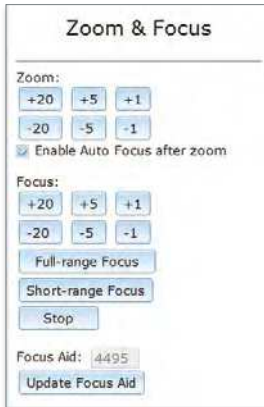 Zoom & Focus
Zoom:
+20 +5 +1
-20 -5 -1
Enable Auto Focus after zoom
Focus:
+20 +5 +1
-20 -5 -1
Full-range Focus
Short-range Focus
Stop
Focus Aid: 4495
Update Focus Aid